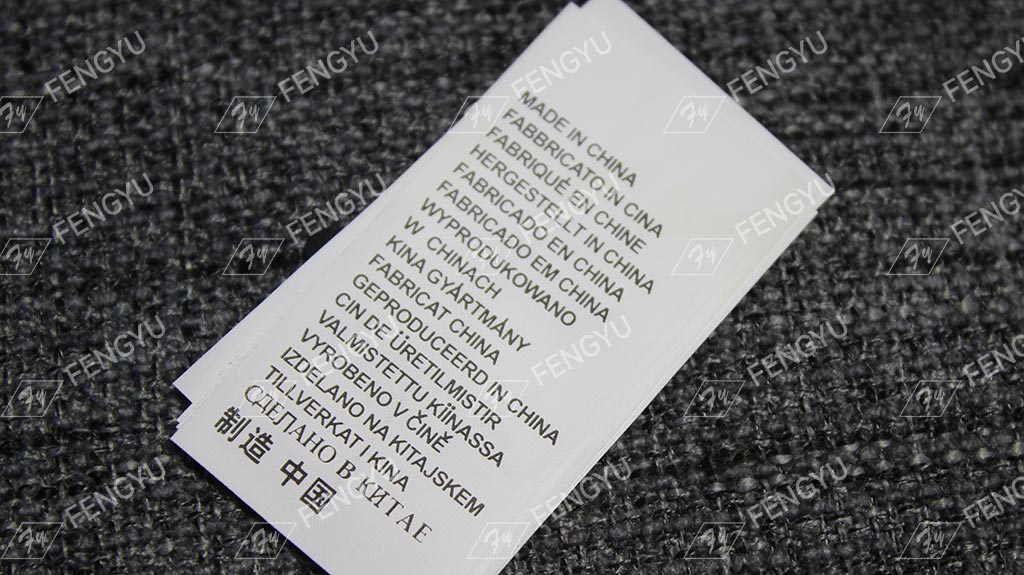 MADE IN CHINA
FABBRICATO IN CINA
FABRIQUÉ EN CHINE
HERGESTELLT IN CHINA
FABRICADO EN CHINA
FABRICADO EM CHINA
WYPRODUKOWANO
W CHINACH
KINA GYÁRTMÁNY
FABRICAT CHINA
GEPRODUCEERD IN CHINA
CIN DE ÜRETILMISTIR
VALMISTETTU KIINASSA
VYROBENO V ČINĚ
IZDELANO NA KITAJSKEM
TILLVERKAT I KINA
СДЕЛАНО В КИТАЕ
制造 中国
FENGYU